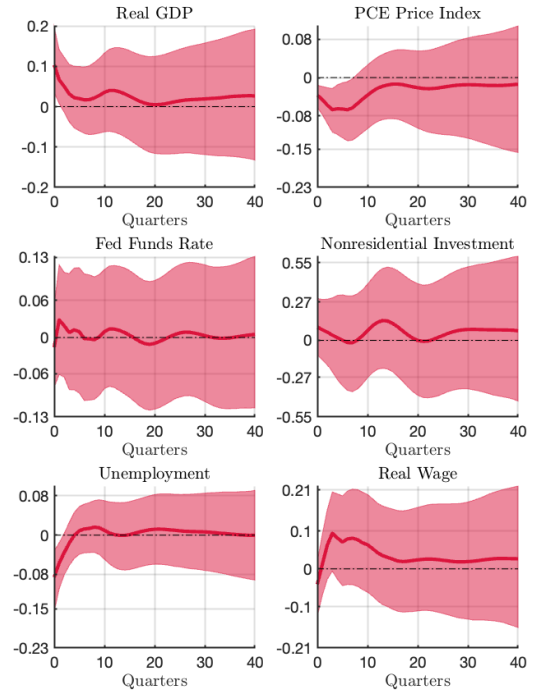 Real GDP
0.2
0.1
0
-0.1
-0.2
0 10 20 30 40
Quarters
PCE Price Index
0.08
0
-0.08
-0.15
-0.23
0 10 20 30 40
Quarters
Fed Funds Rate
0.13
0.06
0
-0.06
-0.13
0 10 20 30 40
Quarters
Nonresidential Investment
0.55
0.27
0
-0.27
-0.55
0 10 20 30 40
Quarters
Unemployment
0.08
0
-0.08
-0.15
-0.23
0 10 20 30 40
Quarters
Real Wage
0.21
0.1
0
-0.1
-0.21
0 10 20 30 40
Quarters